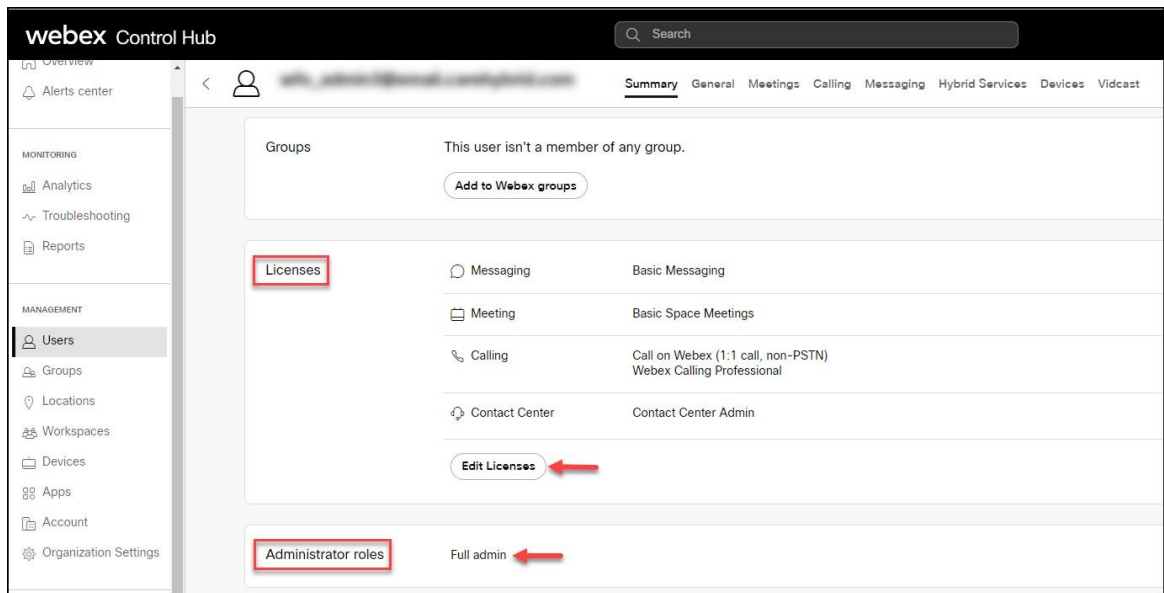 webex Control Hub
Search
Overview
Alerts center
MONITORING
Analytics
Troubleshooting
Reports
MANAGEMENT
Users
Groups
Locations
Workspaces
Devices
Apps
Account
Organization Settings
Summary General Meetings Calling Messaging Hybrid Services Devices Vidcast
Groups This user isn't a member of any group.
Add to Webex groups
Licenses Messaging Basic Messaging
Meeting Basic Space Meetings
Calling Call on Webex (1:1 call, non-PSTN)
Webex Calling Professional
Contact Center Contact Center Admin
Edit Licenses
Administrator roles Full admin